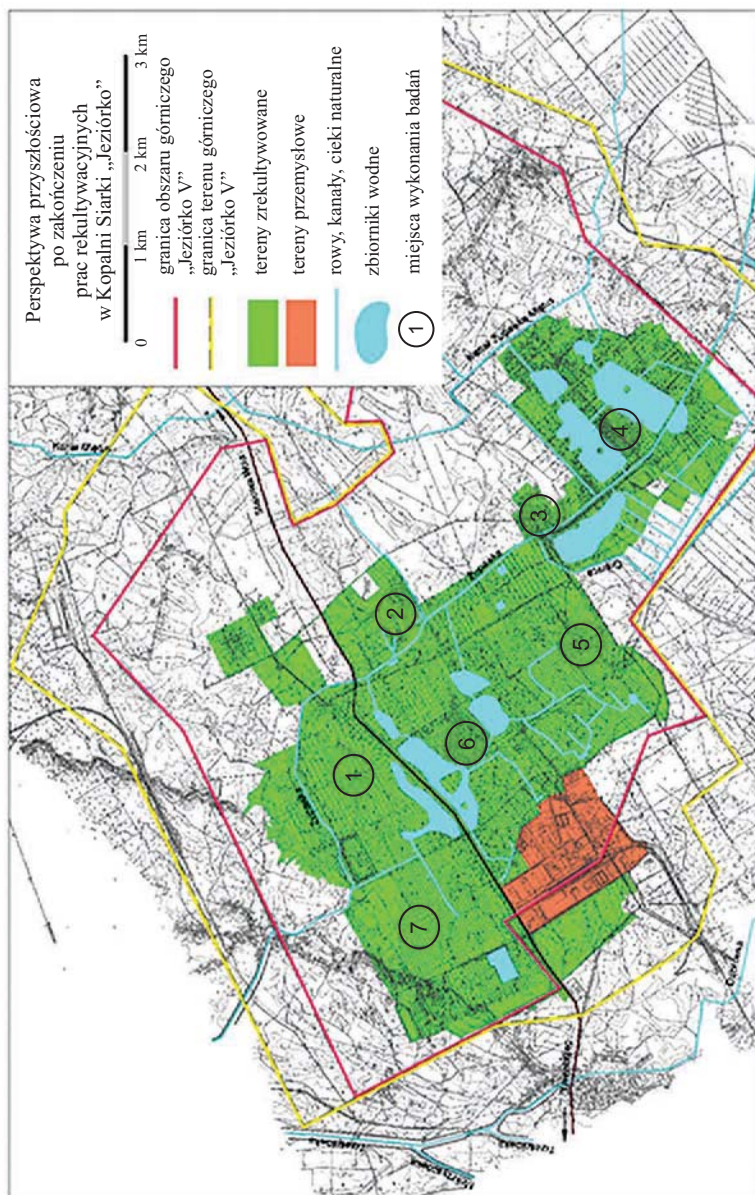 Perspektywa przyszłościowa
po zakończeniu
prac rekultywacyjnych
w Kopalni Siarki „Jeziórko”
0 1 km 2 km 3 km
granica obszaru górniczego
„Jeziórko V”
granica terenu górniczego
„Jeziórko V”
tereny zrekultywowane
tereny przemysłowe
rowy, kanały, cieki naturalne
zbiorniki wodne
1
miejsca wykonania badań
1
2
3
4
5
6
7